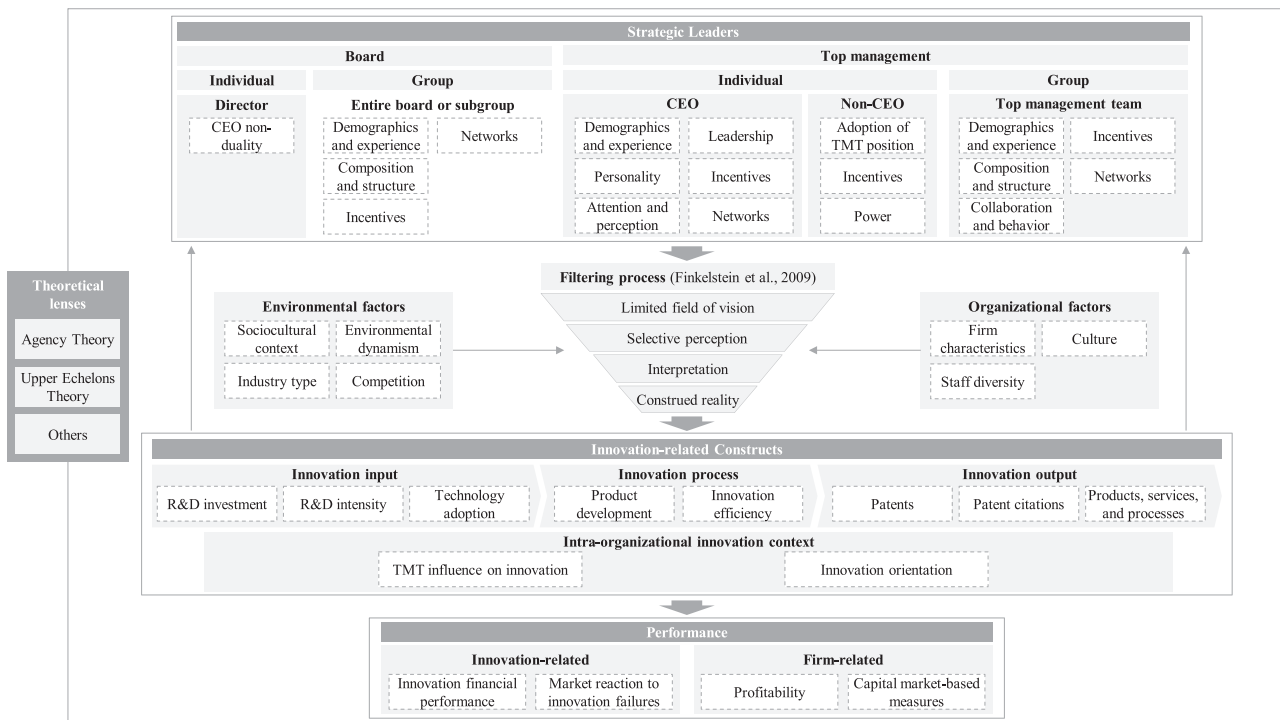 Strategic Leaders
Board
Top management
Individual
Group
Individual
Group
Director
Entire board or subgroup
CEO
Non-CEO
Top management team
CEO non-
duality
Demographics
and experience
Networks
Composition
and structure
Incentives
Demographics
and experience
Leadership
Personality
Incentives
Attention and
perception
Networks
Adoption of
TMT position
Incentives
Power
Demographics
and experience
Incentives
Composition
and structure
Networks
Collaboration
and behavior
Theoretical
lenses
Agency Theory
Upper Echelons
Theory
Others
Environmental factors
Sociocultural
context
Environmental
dynamism
Industry type
Competition
Filtering process (Finkelstein et al., 2009)
Limited field of vision
Selective perception
Interpretation
Construed reality
Organizational factors
Firm
characteristics
Culture
Staff diversity
Innovation-related Constructs
Innovation input
Innovation process
Innovation output
R&D investment
R&D intensity
Technology
adoption
Product
development
Innovation
efficiency
Patents
Patent citations
Products, services,
and processes
Intra-organizational innovation context
TMT influence on innovation
Innovation orientation
Performance
Innovation-related
Firm-related
Innovation financial
performance
Market reaction to
innovation failures
Profitability
Capital market-based
measures